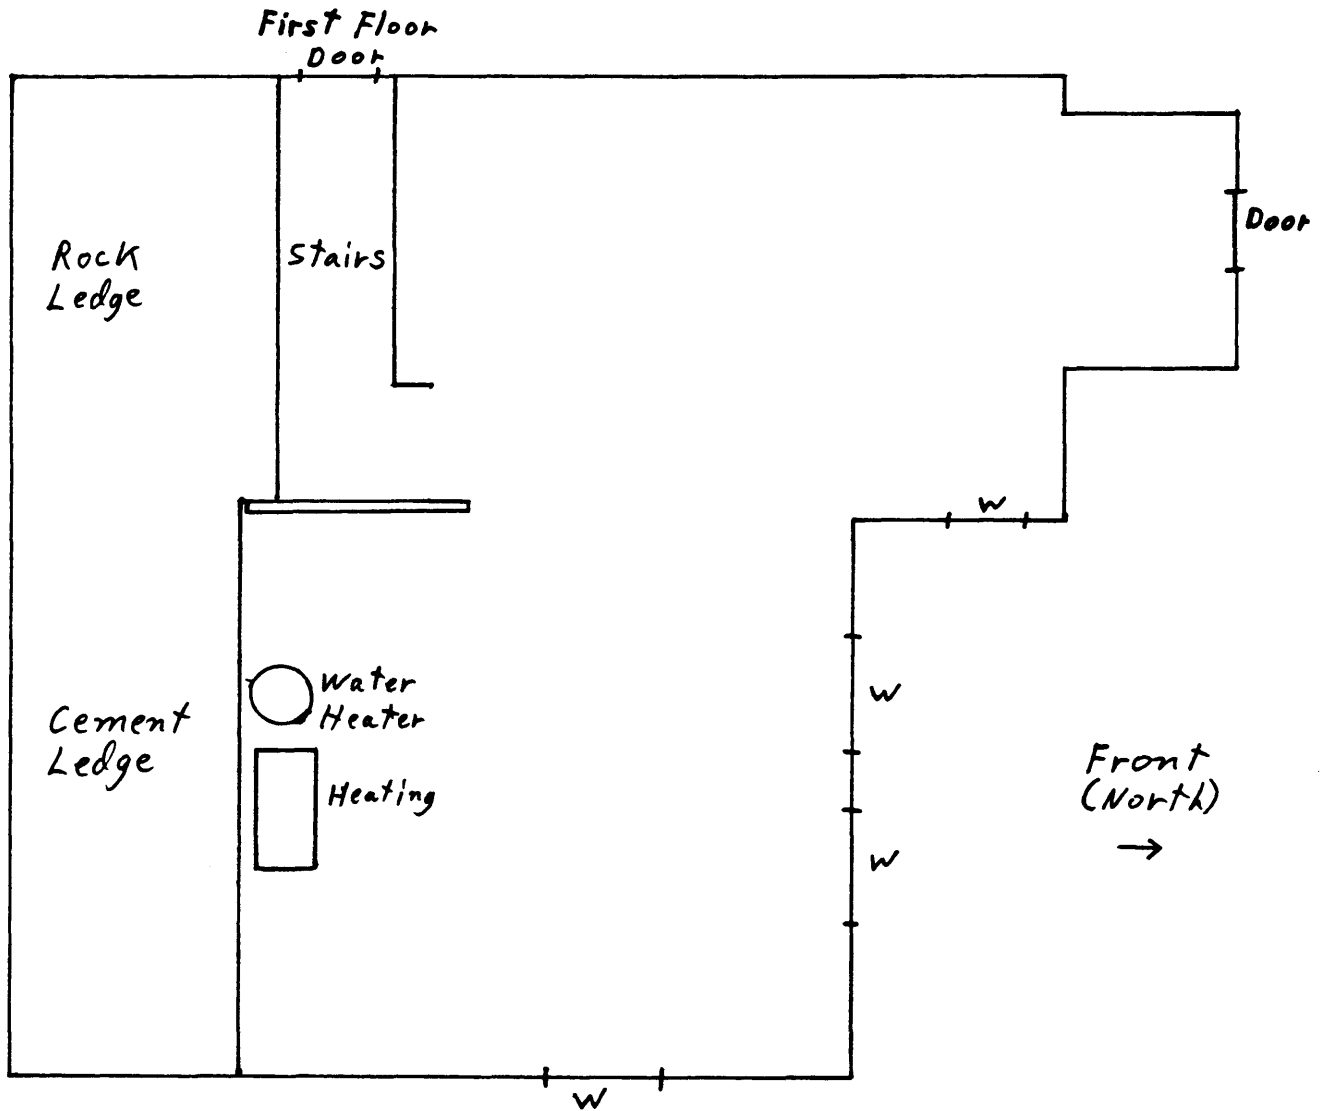 First Floor
Door
Door
Rock
Ledge
Stairs
W
W
Water
Heater
Cement
Ledge
Heating
W
Front
(North)
→
W